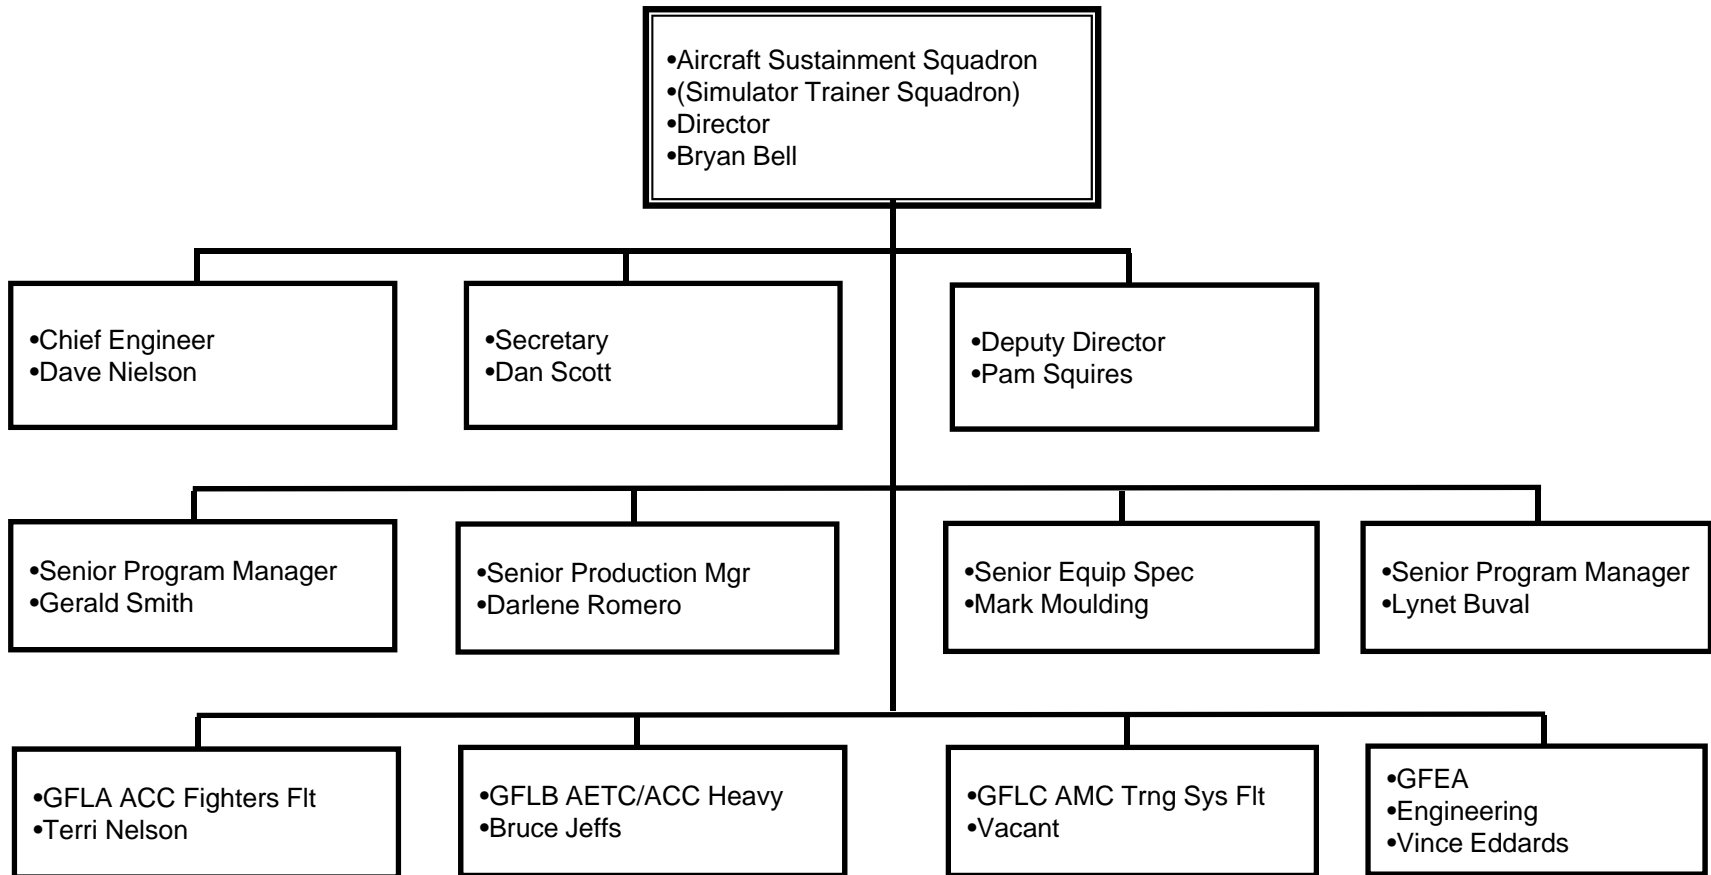 •Aircraft Sustainment Squadron
•(Simulator Trainer Squadron)
•Director
•Bryan Bell
•Chief Engineer
•Dave Nielson
•Secretary
•Dan Scott
•Deputy Director
•Pam Squires
•Senior Program Manager
•Gerald Smith
•Senior Production Mgr
•Darlene Romero
•Senior Equip Spec
•Mark Moulding
•Senior Program Manager
•Lynet Buval
•GFLA ACC Fighters Flt
•Terri Nelson
•GFLB AETC/ACC Heavy
•Bruce Jeffs
•GFLC AMC Trng Sys Flt
•Vacant
•GFEA
•Engineering
•Vince Eddards